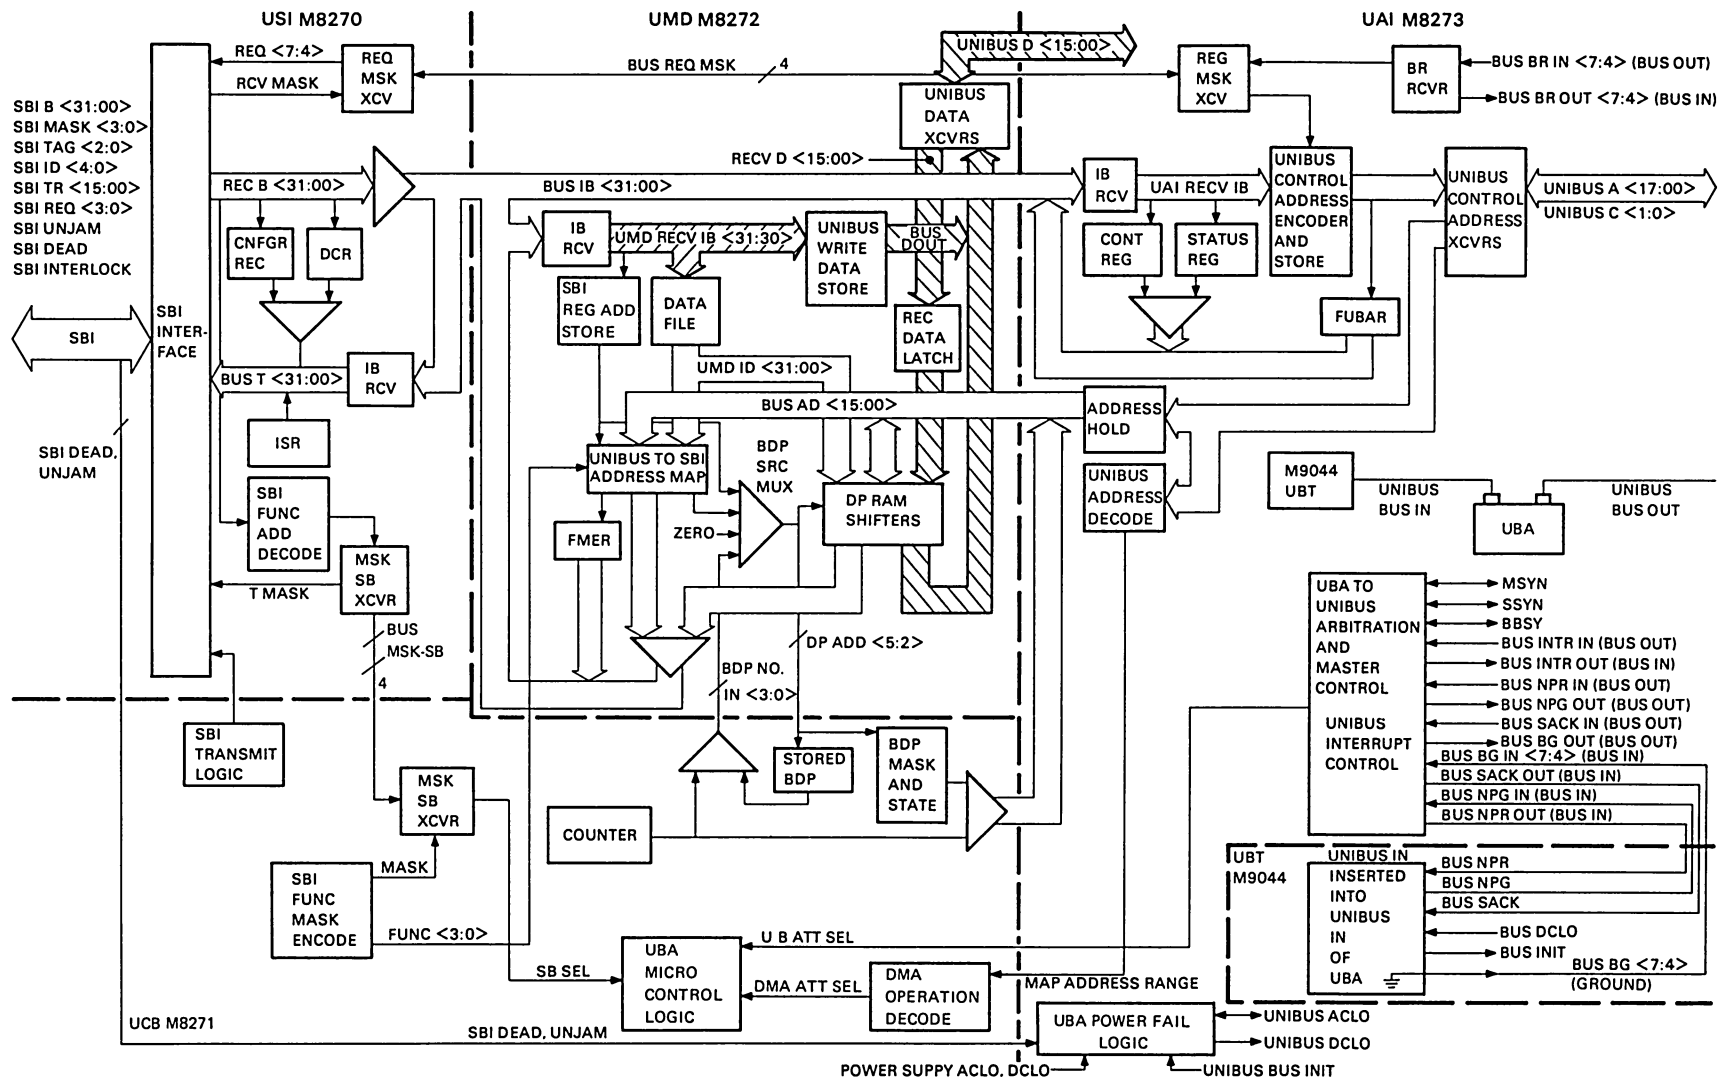 USI M8270
UMD M8272
UAI M8273
REQ <7:4>
RCV MASK
REQ
MSK
XCV
BUS REQ MSK
4
UNIBUS D <15:00>
REG
MSK
XCV
BR
RCVR
BUS BR IN <7:4> (BUS OUT)
BUS BR OUT <7:4> (BUS IN)
SBI B <31:00>
SBI MASK <3:0>
SBI TAG <2:0>
SBI ID <4:0>
SBI TR <15:00>
SBI REQ <3:0>
SBI UNJAM
SBI DEAD
SBI INTERLOCK
UNIBUS
DATA
XCVRS
RECV D <15:00>
REC B <31:00>
BUS IB <31:00>
IB
RCV
UAI RECV IB
UNIBUS
CONTROL
ADDRESS
ENCODER
AND
STORE
UNIBUS
CONTROL
ADDRESS
XCVRS
UNIBUS A <17:00>
UNIBUS C <1:0>
CNFGR
REC
DCR
IB
RCV
UMD RECV IB <31:30>
UNIBUS
WRITE
DATA
STORE
BUS
DOUT
CONT
REG
STATUS
REG
FUBAR
SBI
SBI
INTER-
FACE
SBI
REG ADD
STORE
DATA
FILE
REC
DATA
LATCH
BUS T <31:00>
IB
RCV
ISR
UMD ID <31:00>
BUS AD <15:00>
ADDRESS
HOLD
SBI DEAD,
UNJAM
SBI
FUNC
ADD
DECODE
UNIBUS TO SBI
ADDRESS MAP
BDP
SRC
MUX
ZERO
FMER
DP RAM
SHIFTERS
UNIBUS
ADDRESS
DECODE
M9044
UBT
UNIBUS
BUS IN
UBA
UNIBUS
BUS OUT
MSK
SB
XCVR
T MASK
BUS
MSK-SB
4
DP ADD <5:2>
BDP NO.
IN <3:0>
UBA TO
UNIBUS
ARBITRATION
AND
MASTER
CONTROL
UNIBUS
INTERRUPT
CONTROL
MSYN
SSYN
BBSY
BUS INTR IN (BUS OUT)
BUS INTR OUT (BUS IN)
BUS NPR IN (BUS OUT)
BUS NPG OUT (BUS OUT)
BUS SACK IN (BUS OUT)
BUS BG OUT (BUS OUT)
BUS BG IN <7:4> (BUS IN)
BUS SACK OUT (BUS IN)
BUS NPG IN (BUS IN)
BUS NPR OUT (BUS IN)
SBI
TRANSMIT
LOGIC
MSK
SB
XCVR
STORED
BDP
BDP
MASK
AND
STATE
COUNTER
SBI
FUNC
MASK
ENCODE
MASK
FUNC <3:0>
UBT
M9044
UNIBUS IN
INSERTED
INTO
UNIBUS
IN
OF
UBA
BUS NPR
BUS NPG
BUS SACK
BUS DCLO
BUS INIT
BUS BG <7:4>
(GROUND)
SB SEL
UBA
MICRO
CONTROL
LOGIC
U B ATT SEL
DMA ATT SEL
DMA
OPERATION
DECODE
MAP ADDRESS RANGE
UCB M8271
SBI DEAD, UNJAM
UBA POWER FAIL
LOGIC
UNIBUS ACLO
UNIBUS DCLO
POWER SUPPLY ACLO, DCLO
UNIBUS BUS INIT